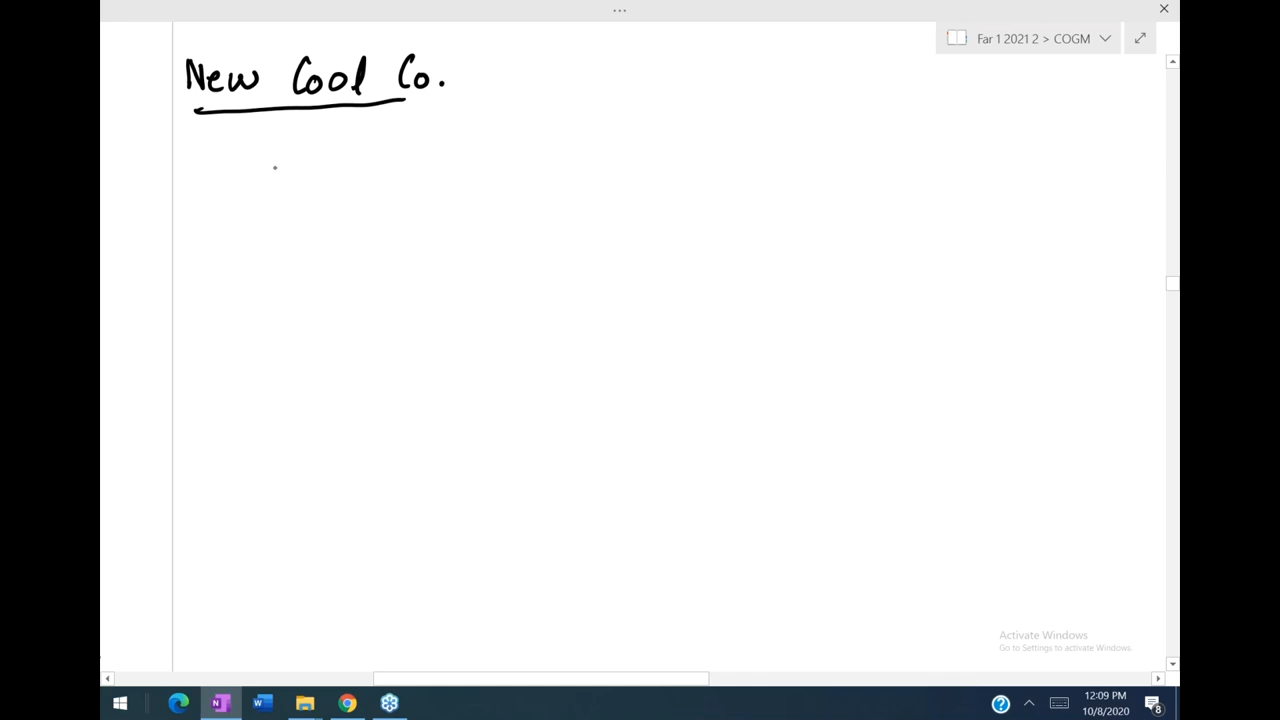 Far 1 2021 2 > COGM
New Cool Co.
Activate Windows
Go to Settings to activate Windows.
12:09 PM
10/8/2020
8